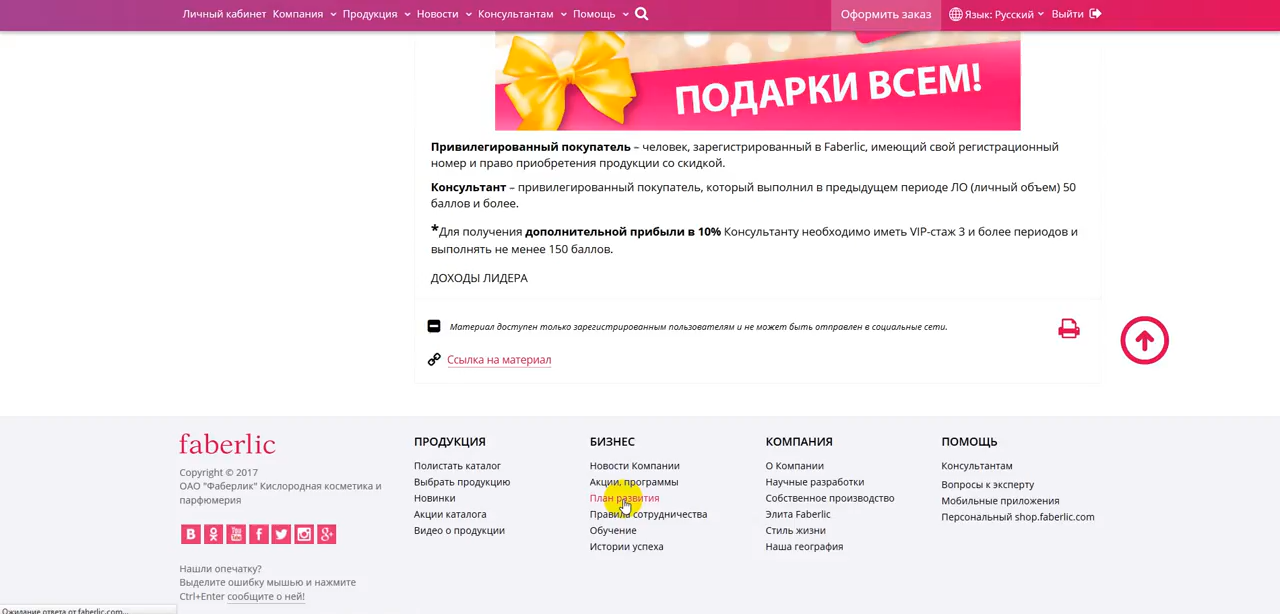 Личный кабинет Компания Продукция Новости Консультантам Помощь Оформить заказ Язык: Русский Выйти
ПОДАРКИ ВСЕМ!
Привилегированный покупатель – человек, зарегистрированный в Faberlic, имеющий свой регистрационный
номер и право приобретения продукции со скидкой.
Консультант – привилегированный покупатель, который выполнил в предыдущем периоде ЛО (личный объем) 50
баллов и более.
*Для получения дополнительной прибыли в 10% Консультанту необходимо иметь VIP-стаж 3 и более периодов и
выполнять не менее 150 баллов.
ДОХОДЫ ЛИДЕРА
Материал доступен только зарегистрированным пользователям и не может быть отправлен в социальные сети.
Ссылка на материал
faberlic
Copyright © 2017
ОАО "Фаберлик" Кислородная косметика и
парфюмерия
Нашли опечатку?
Выделите ошибку мышью и нажмите
Ctrl+Enter сообщите о ней!
ПРОДУКЦИЯ
Полистать каталог
Выбрать продукцию
Новинки
Акции каталога
Видео о продукции
БИЗНЕС
Новости Компании
Акции, программы
План развития
Правила сотрудничества
Обучение
Истории успеха
КОМПАНИЯ
О Компании
Научные разработки
Собственное производство
Элита Faberlic
Стиль жизни
Наша география
ПОМОЩЬ
Консультантам
Вопросы к эксперту
Мобильные приложения
Персональный shop.faberlic.com
Ожидание ответа от faberlic.com...